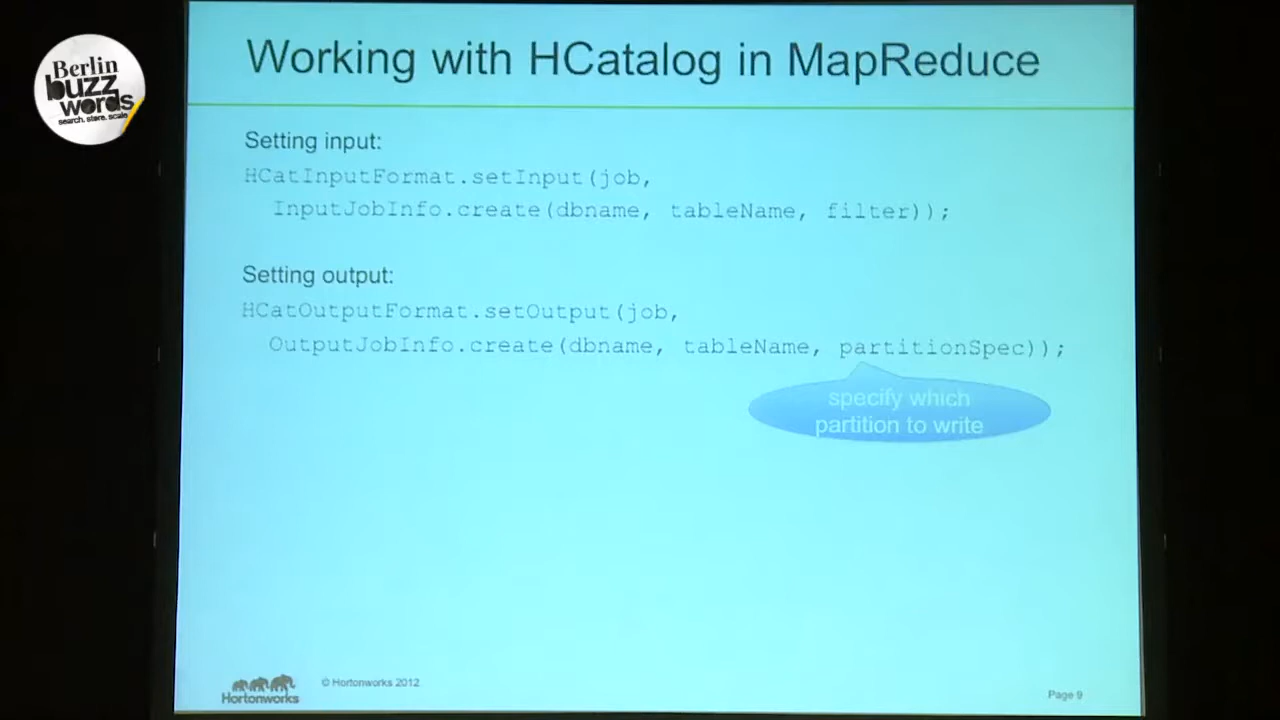 Berlin
buzz
words
search. store. scale
Working with HCatalog in MapReduce
Setting input:
HCatInputFormat.setInput(job,
InputJobInfo.create(dbname, tableName, filter));
Setting output:
HCatOutputFormat.setOutput(job,
OutputJobInfo.create(dbname, tableName, partitionSpec));
specify which
partition to write
Hortonworks
© Hortonworks 2012
Page 9